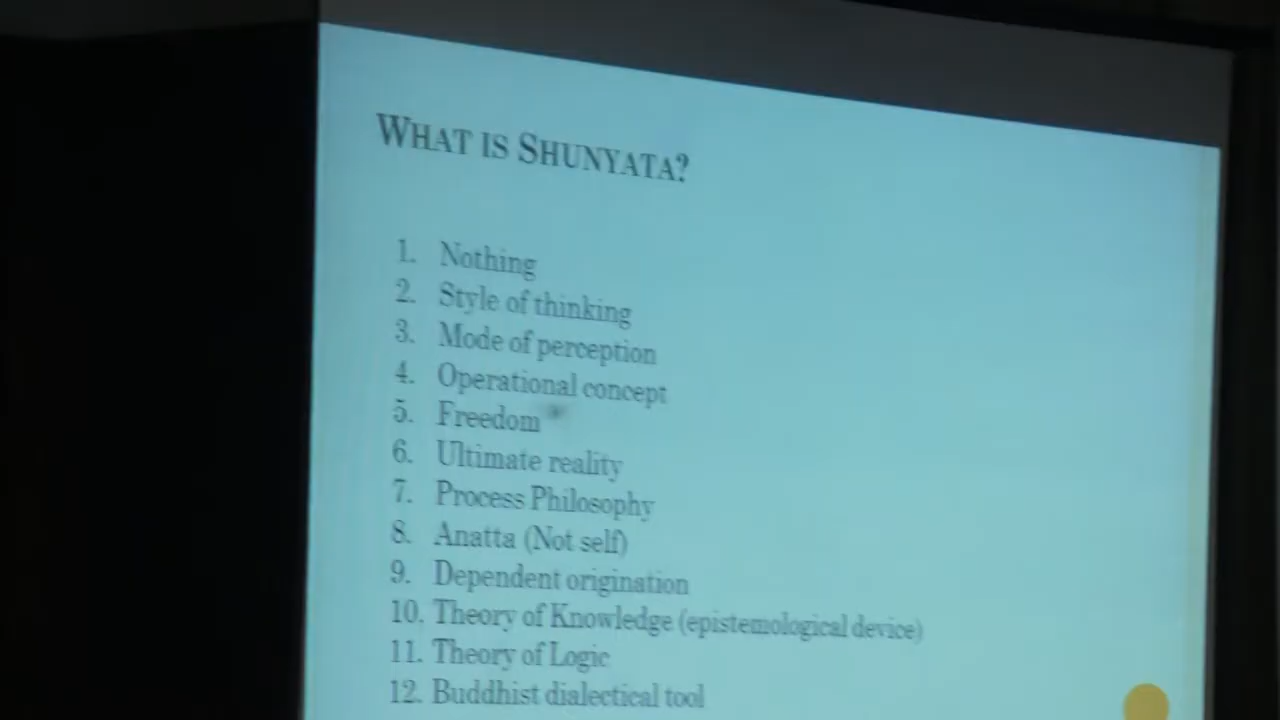 WHAT IS SHUNYATA?
1. Nothing
2. Style of thinking
3. Mode of perception
4. Operational concept
5. Freedom
6. Ultimate reality
7. Process Philosophy
8. Anatta (Not self)
9. Dependent origination
10. Theory of Knowledge (epistemological device)
11. Theory of Logic
12. Buddhist dialectical tool